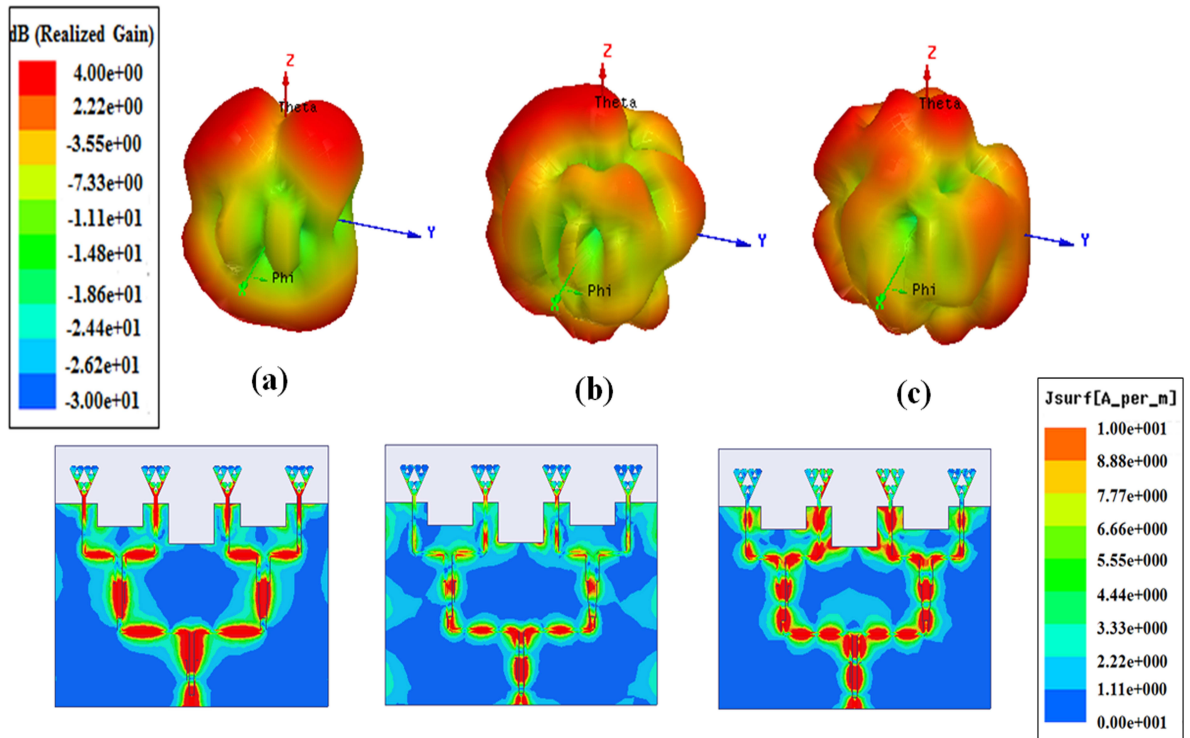 dB (Realized Gain)
4.00e+00
2.22e+00
-3.55e+00
-7.33e+00
-1.11e+01
-1.48e+01
-1.86e+01
-2.44e+01
-2.62e+01
-3.00e+01
Z
Theta
Y
Phi
X
(a)
Z
Theta
Y
Phi
X
(b)
Z
Theta
Y
Phi
X
(c)
Jsurf[A_per_m]
1.00e+001
8.88e+000
7.77e+000
6.66e+000
5.55e+000
4.44e+000
3.33e+000
2.22e+000
1.11e+000
0.00e+001